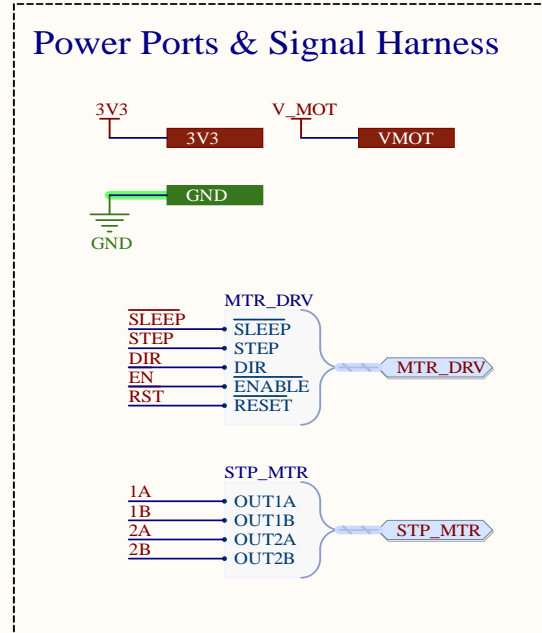 Power Ports & Signal Harness
3V3 V_MOT
3V3 VMOT
GND
GND
MTR_DRV
SLEEP SLEEP
STEP STEP
DIR DIR MTR_DRV
EN ENABLE
RST RESET
STP_MTR
1A OUT1A
1B OUT1B
2A OUT2A STP_MTR
2B OUT2B